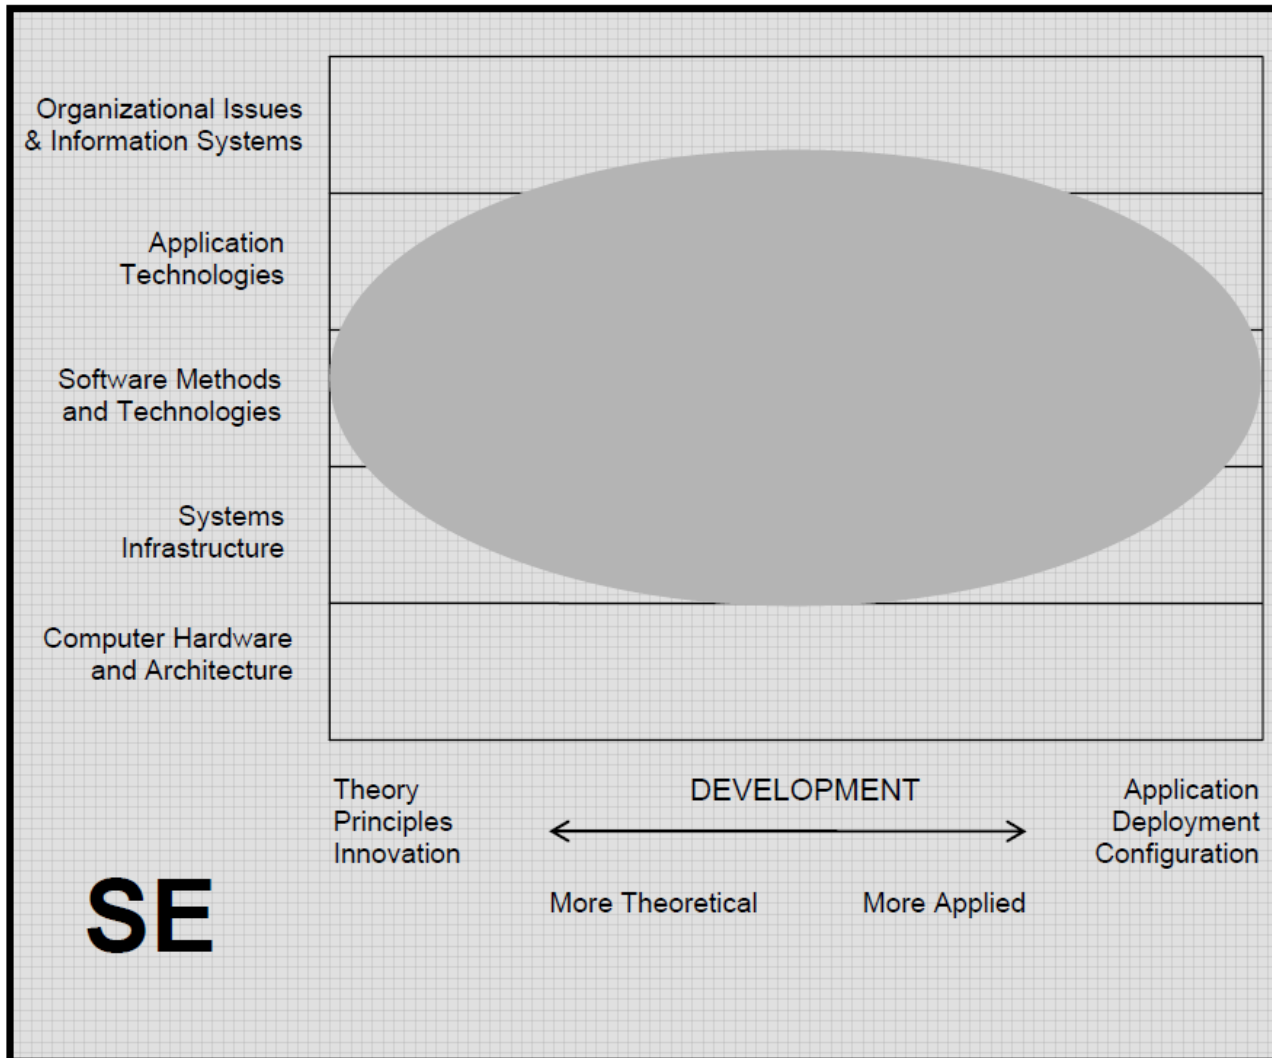 Organizational Issues
& Information Systems
Application
Technologies
Software Methods
and Technologies
Systems
Infrastructure
Computer Hardware
and Architecture
Theory
Principles
Innovation
DEVELOPMENT
Application
Deployment
Configuration
More Theoretical
More Applied
SE